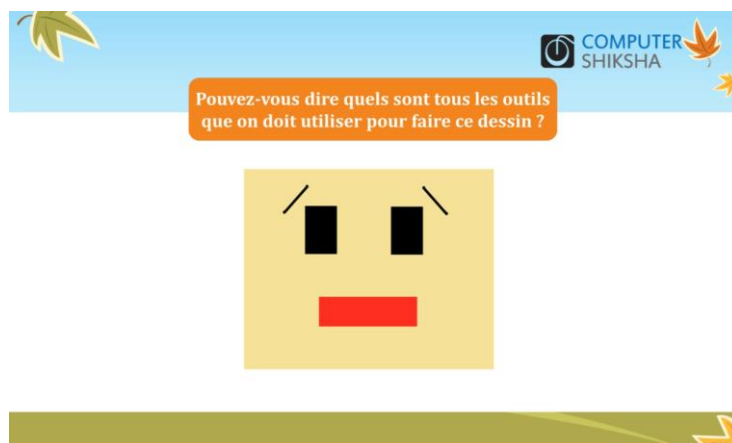 COMPUTER
SHIKSHA
Pouvez-vous dire quels sont tous les outils
que on doit utiliser pour faire ce dessin ?